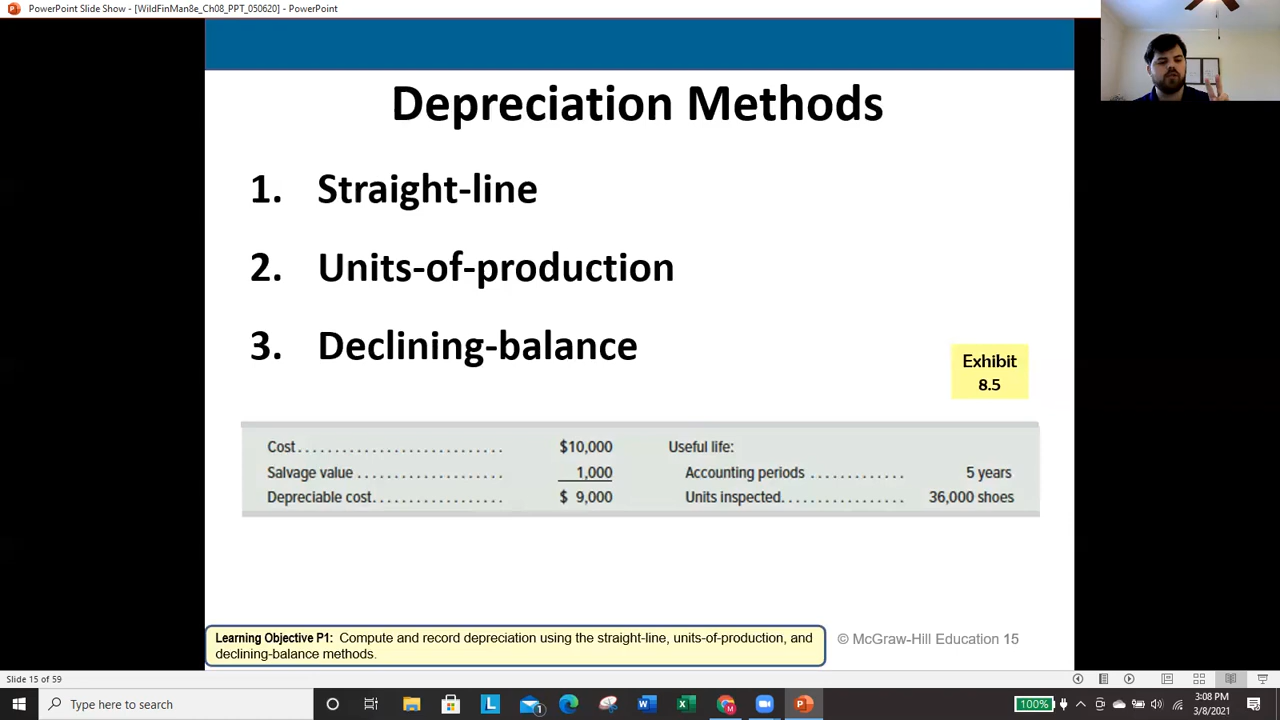 PowerPoint Slide Show - [WildFinMan8e_Ch08_PPT_050620] - PowerPoint
Depreciation Methods
1. Straight-line
2. Units-of-production
3. Declining-balance
Exhibit
8.5
Cost........................... $10,000 Useful life:
Salvage value................... 1,000 Accounting periods............. 5 years
Depreciable cost................. $ 9,000 Units inspected................. 36,000 shoes
Learning Objective P1: Compute and record depreciation using the straight-line, units-of-production, and
declining-balance methods.
© McGraw-Hill Education 15
Slide 15 of 59
Type here to search
100%
3:08 PM
3/8/2021